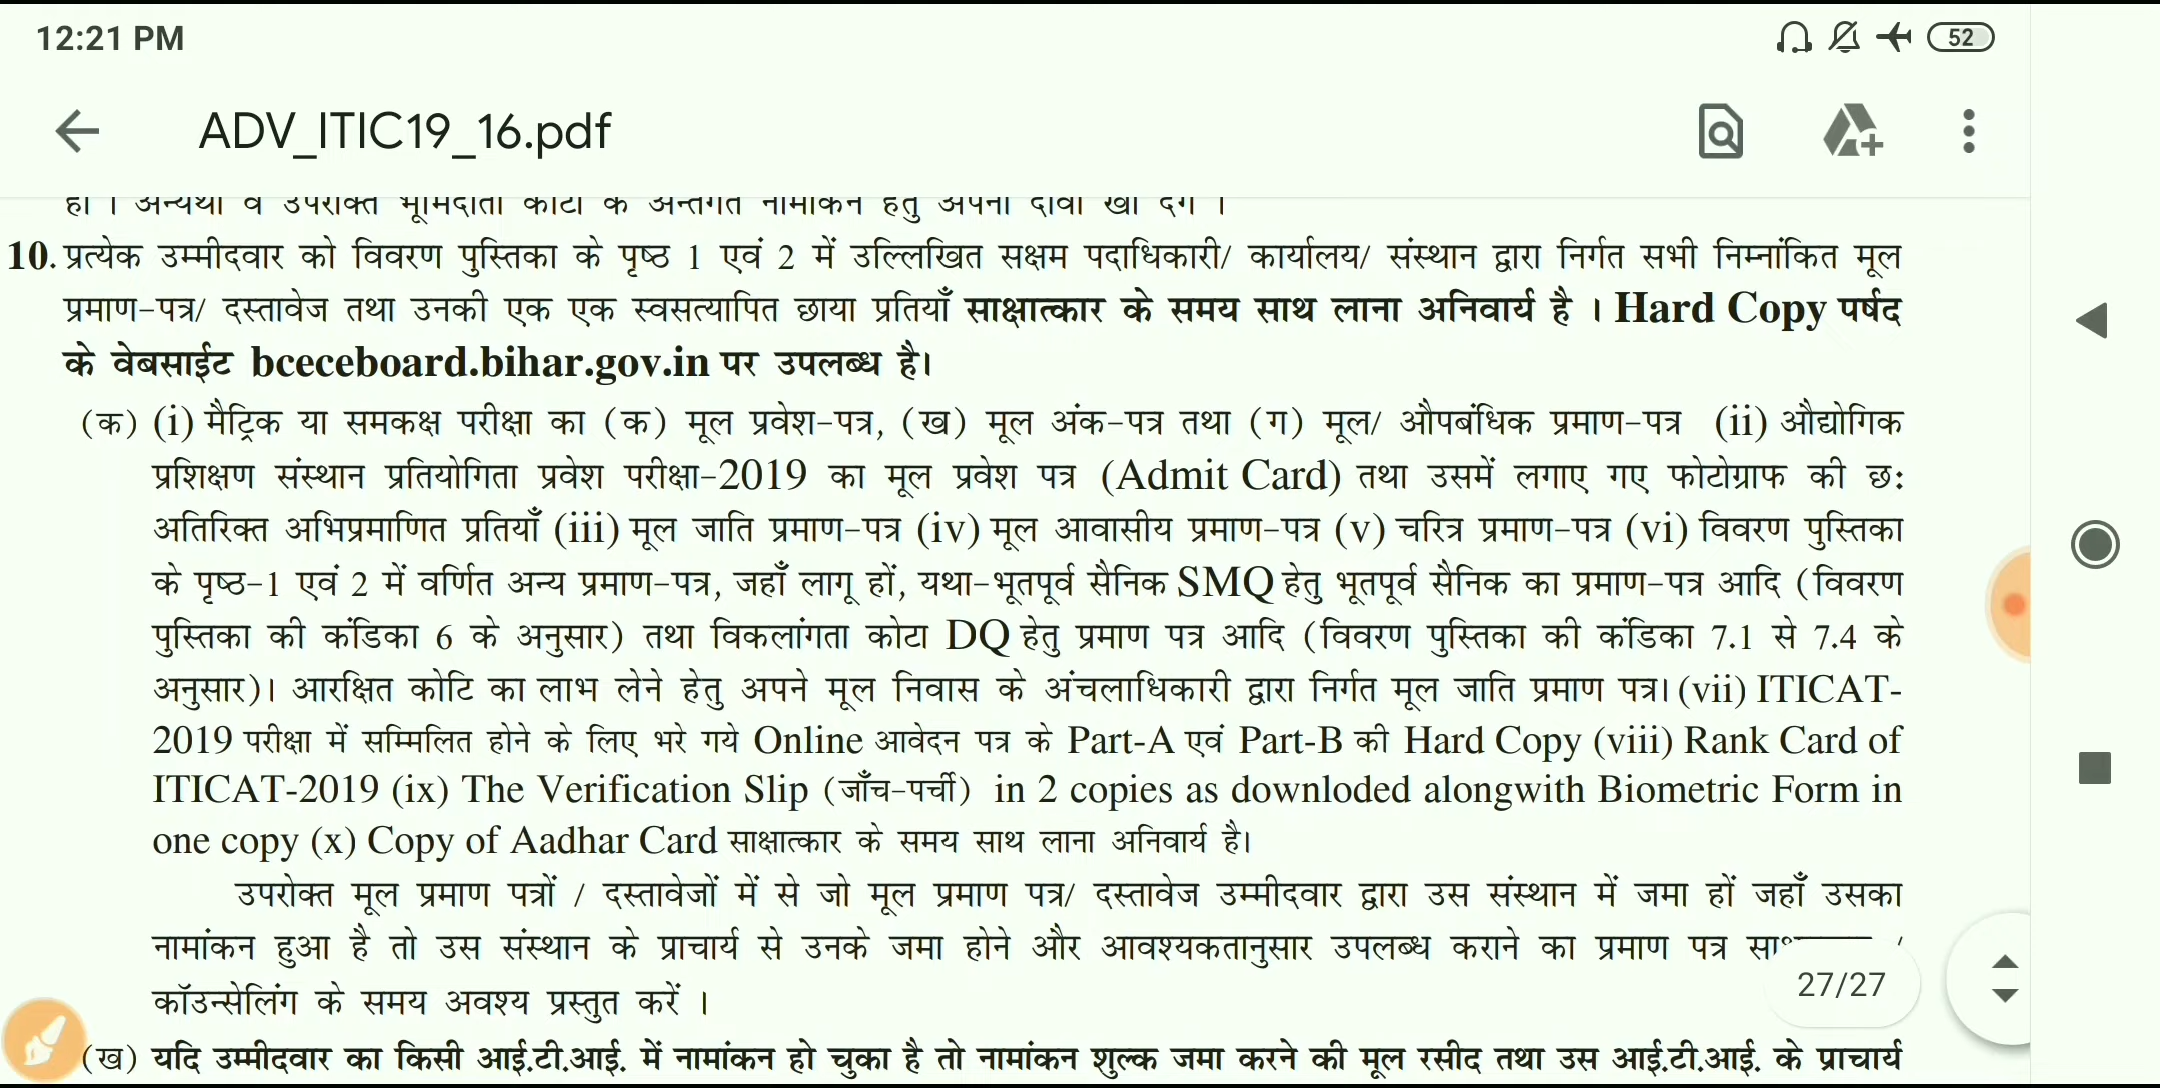 12:21 PM
52
ADV_ITIC19_16.pdf
हों । अन्यथा वे उपरोक्त भूमिदाता कोटा के अन्तर्गत नामांकन हेतु अपना दावा खो देंगे ।
10. प्रत्येक उम्मीदवार को विवरण पुस्तिका के पृष्ठ 1 एवं 2 में उल्लिखित सक्षम पदाधिकारी/ कार्यालय/ संस्थान द्वारा निर्गत सभी निम्नांकित मूल
प्रमाण-पत्र/ दस्तावेज तथा उनकी एक एक स्वसत्यापित छाया प्रतियाँ साक्षात्कार के समय साथ लाना अनिवार्य है । Hard Copy पर्षद
के वेबसाईट bceceboard.bihar.gov.in पर उपलब्ध है।
(क) (i) मैट्रिक या समकक्ष परीक्षा का (क) मूल प्रवेश-पत्र, (ख) मूल अंक-पत्र तथा (ग) मूल/ औपबंधिक प्रमाण-पत्र (ii) औद्योगिक
प्रशिक्षण संस्थान प्रतियोगिता प्रवेश परीक्षा-2019 का मूल प्रवेश पत्र (Admit Card) तथा उसमें लगाए गए फोटोग्राफ की छः
अतिरिक्त अभिप्रमाणित प्रतियाँ (iii) मूल जाति प्रमाण-पत्र (iv) मूल आवासीय प्रमाण-पत्र (v) चरित्र प्रमाण-पत्र (vi) विवरण पुस्तिका
के पृष्ठ-1 एवं 2 में वर्णित अन्य प्रमाण-पत्र, जहाँ लागू हों, यथा-भूतपूर्व सैनिक SMQ हेतु भूतपूर्व सैनिक का प्रमाण-पत्र आदि (विवरण
पुस्तिका की कंडिका 6 के अनुसार) तथा विकलांगता कोटा DQ हेतु प्रमाण पत्र आदि (विवरण पुस्तिका की कंडिका 7.1 से 7.4 के
अनुसार)। आरक्षित कोटि का लाभ लेने हेतु अपने मूल निवास के अंचलाधिकारी द्वारा निर्गत मूल जाति प्रमाण पत्र। (vii) ITICAT-
2019 परीक्षा में सम्मिलित होने के लिए भरे गये Online आवेदन पत्र के Part-A एवं Part-B की Hard Copy (viii) Rank Card of
ITICAT-2019 (ix) The Verification Slip (जाँच-पर्ची) in 2 copies as downloded alongwith Biometric Form in
one copy (x) Copy of Aadhar Card साक्षात्कार के समय साथ लाना अनिवार्य है।
उपरोक्त मूल प्रमाण पत्रों / दस्तावेजों में से जो मूल प्रमाण पत्र/ दस्तावेज उम्मीदवार द्वारा उस संस्थान में जमा हों जहाँ उसका
नामांकन हुआ है तो उस संस्थान के प्राचार्य से उनके जमा होने और आवश्यकतानुसार उपलब्ध कराने का प्रमाण पत्र
कॉउन्सेलिंग के समय अवश्य प्रस्तुत करें ।
27/27
(ख) यदि उम्मीदवार का किसी आई.टी.आई. में नामांकन हो चुका है तो नामांकन शुल्क जमा करने की मूल रसीद तथा उस आई.टी.आई. के प्राचार्य